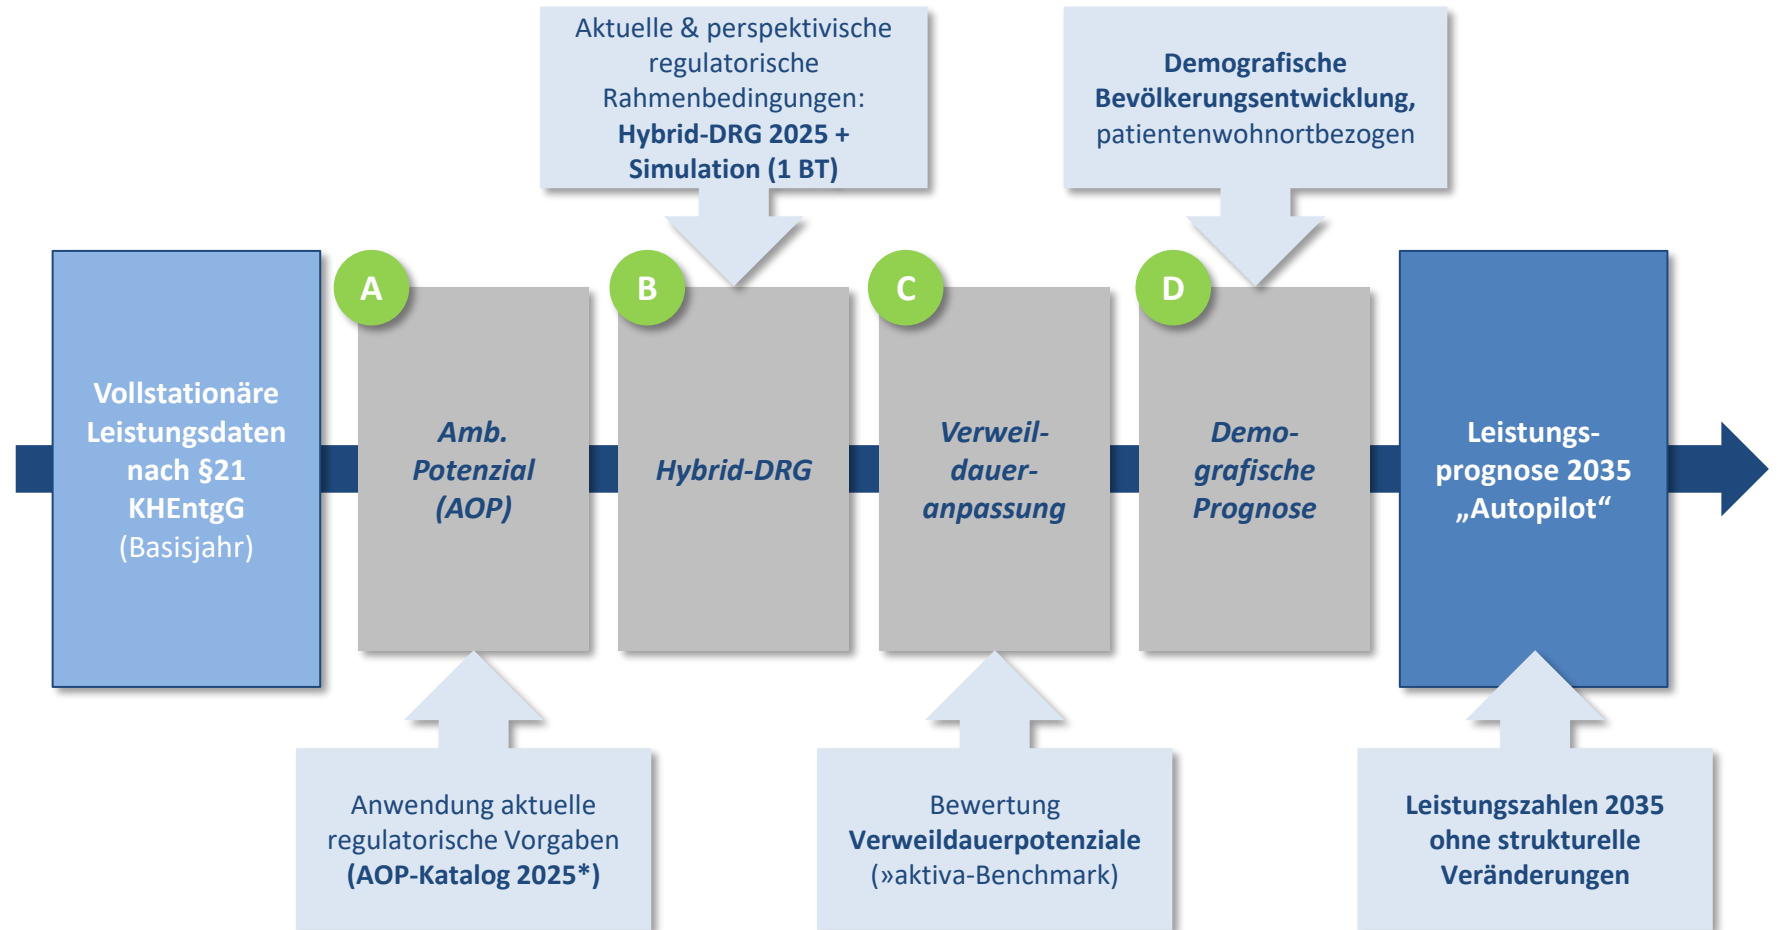 Aktuelle & perspektivische
regulatorische
Rahmenbedingungen:
Hybrid-DRG 2025 +
Simulation (1 BT)
Demografische
Bevölkerungsentwicklung,
patientenwohnortbezogen
Vollstationäre
Leistungsdaten
nach §21
KHEntgG
(Basisjahr)
A
Amb.
Potenzial
(AOP)
B
Hybrid-DRG
C
Verweil-
dauer-
anpassung
D
Demo-
grafische
Prognose
Leistungs-
prognose 2035
„Autopilot“
Anwendung aktuelle
regulatorische Vorgaben
(AOP-Katalog 2025*)
Bewertung
Verweildauerpotenziale
(»aktiva-Benchmark)
Leistungszahlen 2035
ohne strukturelle
Veränderungen